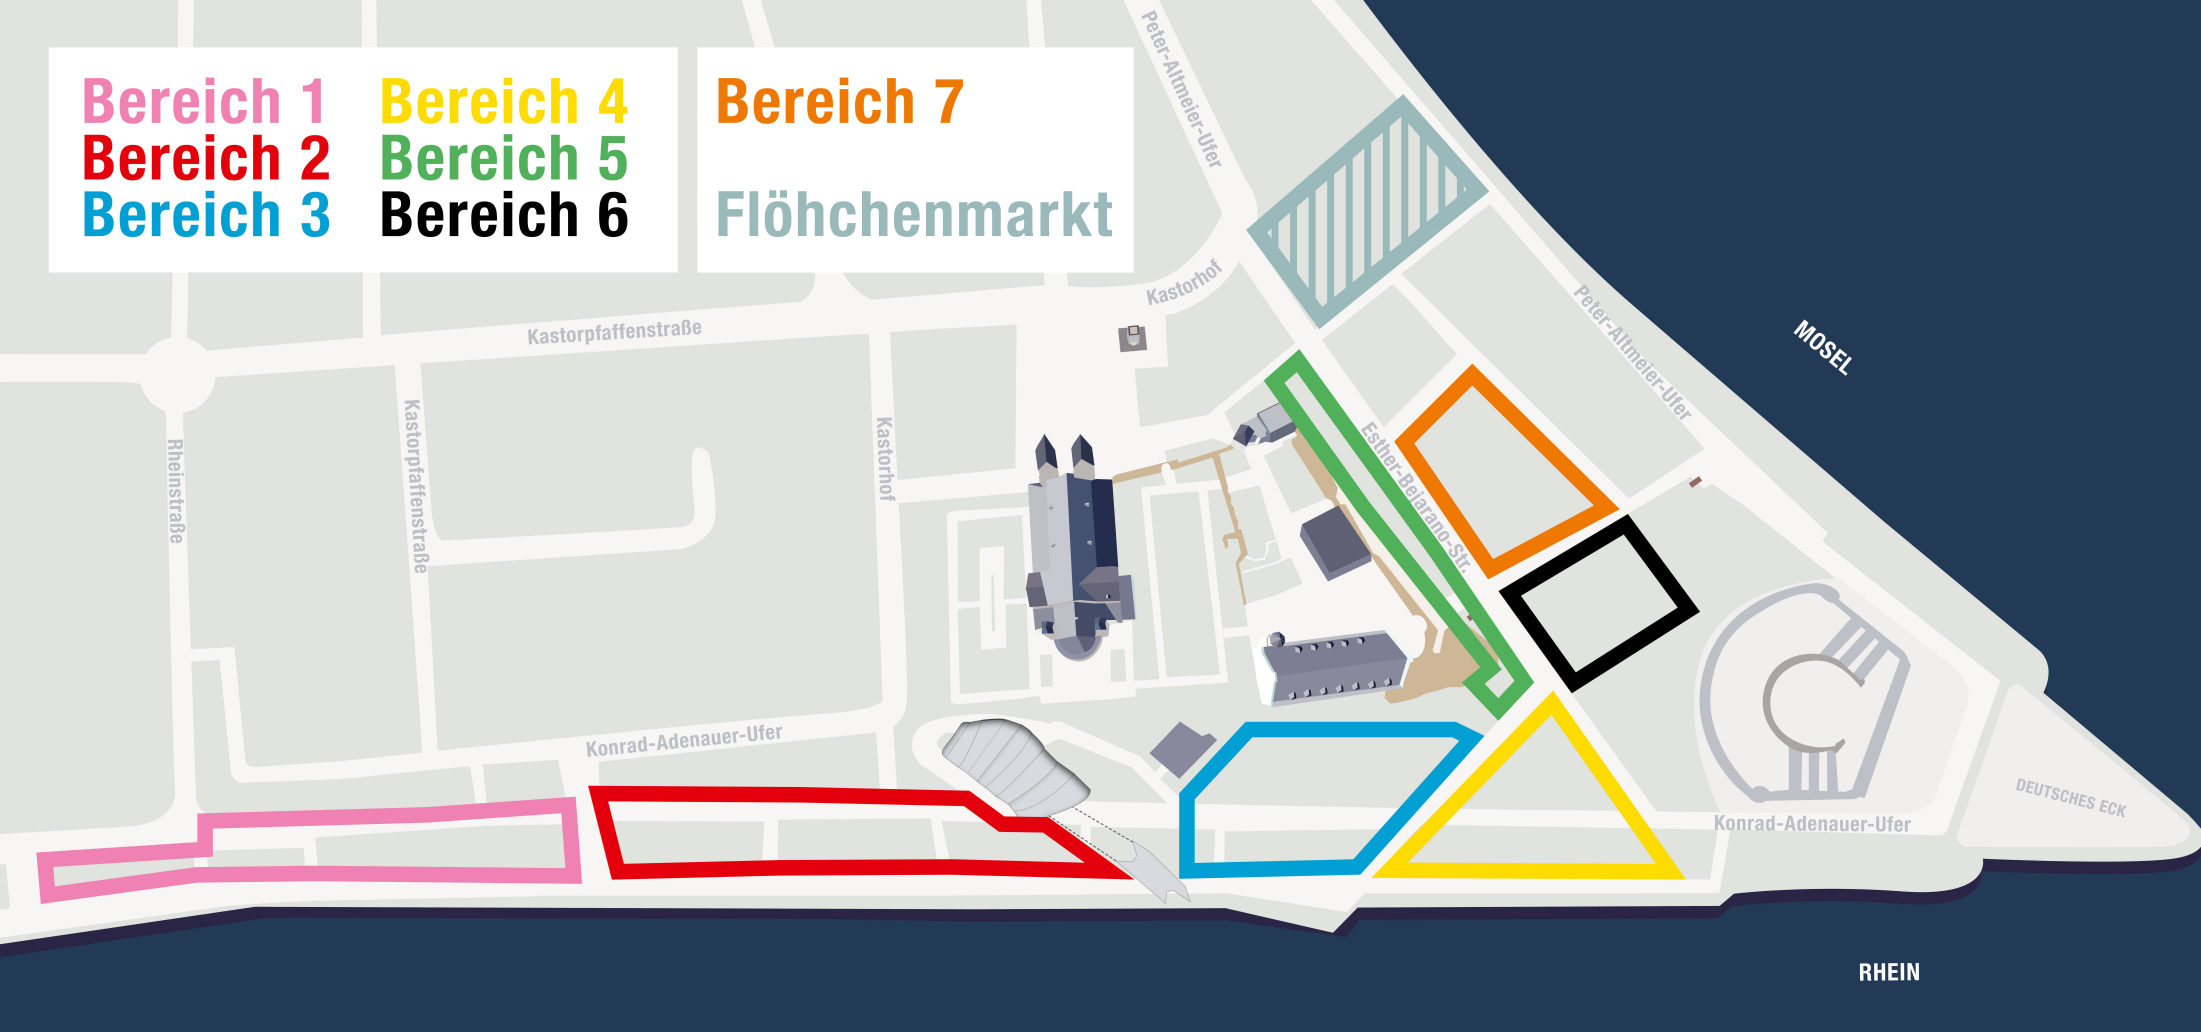 Bereich 1
Bereich 2
Bereich 3
Bereich 4
Bereich 5
Bereich 6
Bereich 7
Flöhchenmarkt
Peter-Altmeier-Ufer
Kastorhof
Kastorpfaffenstraße
Peter-Altmeier-Ufer
MOSEL
Rheinstraße
Kastorpfaffenstraße
Kastorhof
Esther-Bejarano-Str.
Konrad-Adenauer-Ufer
DEUTSCHES ECK
Konrad-Adenauer-Ufer
RHEIN